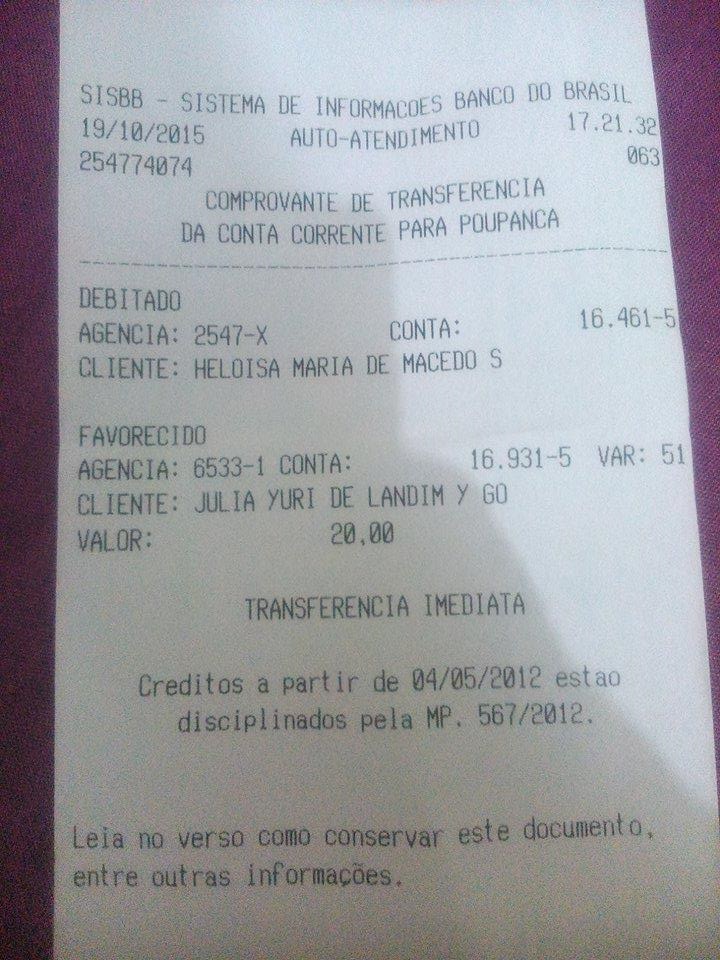 SISBB - SISTEMA DE INFORMACOES BANCO DO BRASIL
19/10/2015 AUTO-ATENDIMENTO 17.21.32
254774074 063
COMPROVANTE DE TRANSFERENCIA
DA CONTA CORRENTE PARA POUPANCA
DEBITADO
AGENCIA: 2547-X CONTA: 16.461-5
CLIENTE: HELOISA MARIA DE MACEDO S
FAVORECIDO
AGENCIA: 6533-1 CONTA: 16.931-5 VAR: 51
CLIENTE: JULIA YURI DE LANDIM Y GO
VALOR: 20,00
TRANSFERENCIA IMEDIATA
Creditos a partir de 04/05/2012 estao
disciplinados pela MP. 567/2012.
Leia no verso como conservar este documento,
entre outras informações.